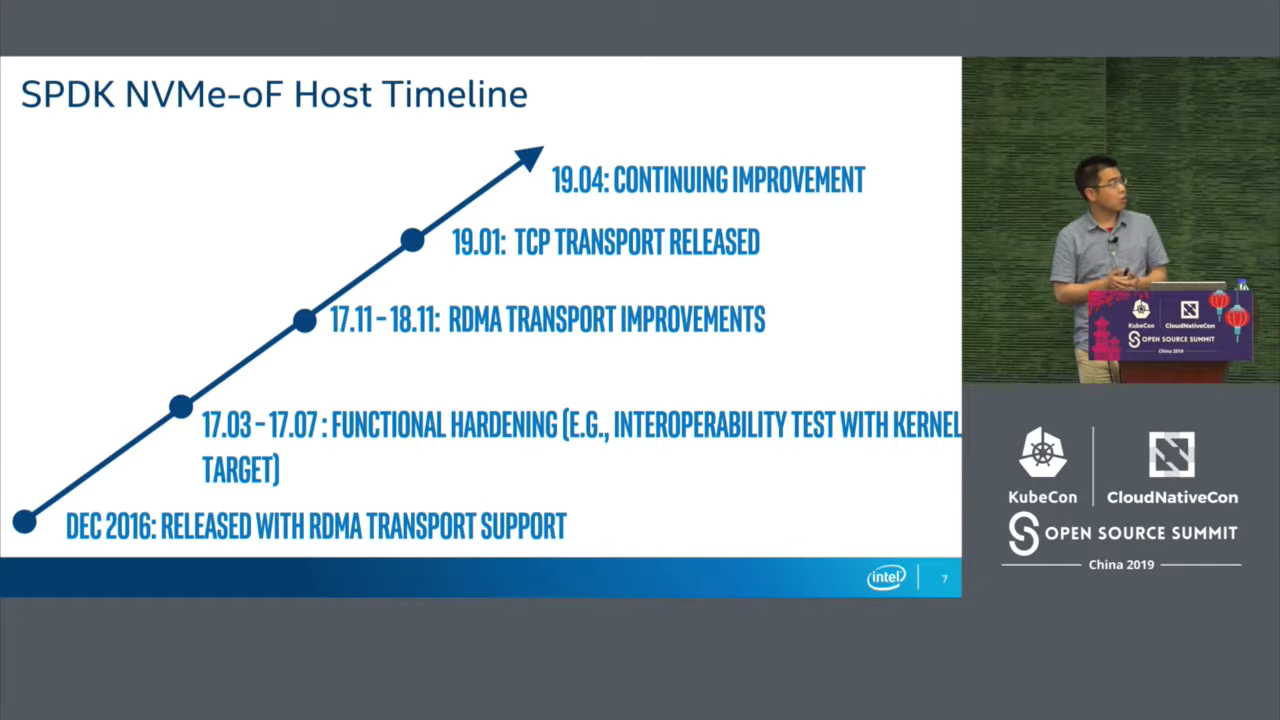 SPDK NVMe-oF Host Timeline
19.04: CONTINUING IMPROVEMENT
19.01: TCP TRANSPORT RELEASED
17.11 – 18.11: RDMA TRANSPORT IMPROVEMENTS
17.03 – 17.07 : FUNCTIONAL HARDENING (E.G., INTEROPERABILITY TEST WITH KERNEL
TARGET)
DEC 2016: RELEASED WITH RDMA TRANSPORT SUPPORT
intel
7
KubeCon
CloudNativeCon
OPEN SOURCE SUMMIT
China 2019
KubeCon
CloudNativeCon
OPEN SOURCE SUMMIT
China 2019